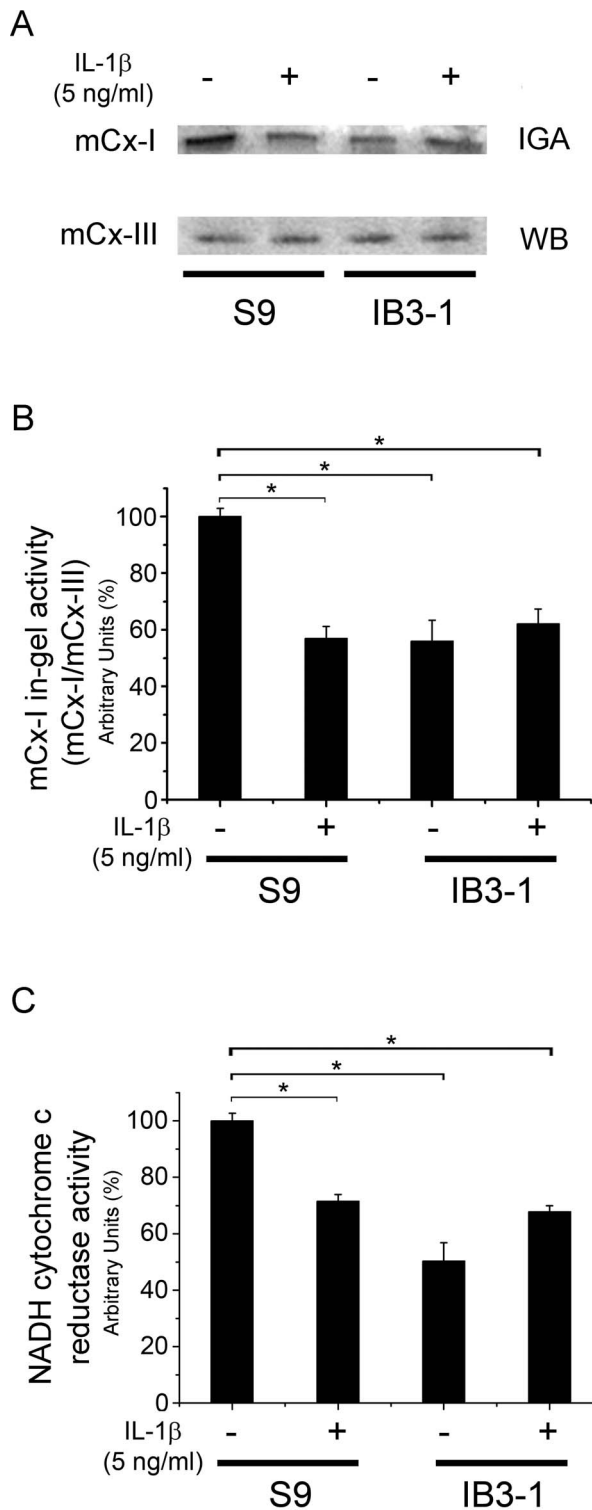 A
IL-1β
(5 ng/ml)
- + - +
mCx-I IGA
mCx-III WB
S9 IB3-1
B
* 
*
*
mCx-I in-gel activity
(mCx-I/mCx-III)
Arbitrary Units (%)
100
80
60
40
20
0
IL-1β
(5 ng/ml)
- + - +
S9 IB3-1
C
*
*
*
NADH cytochrome c
reductase activity
Arbitrary Units (%)
100
80
60
40
20
0
IL-1β
(5 ng/ml)
- + - +
S9 IB3-1